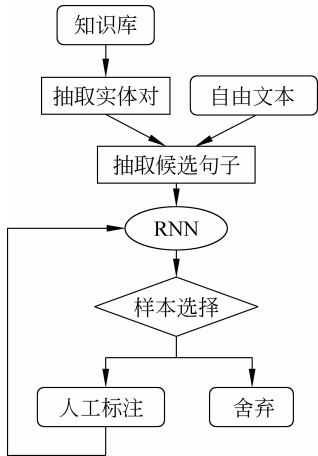 知识库
抽取实体对
自由文本
抽取候选句子
RNN
样本选择
人工标注
舍弃